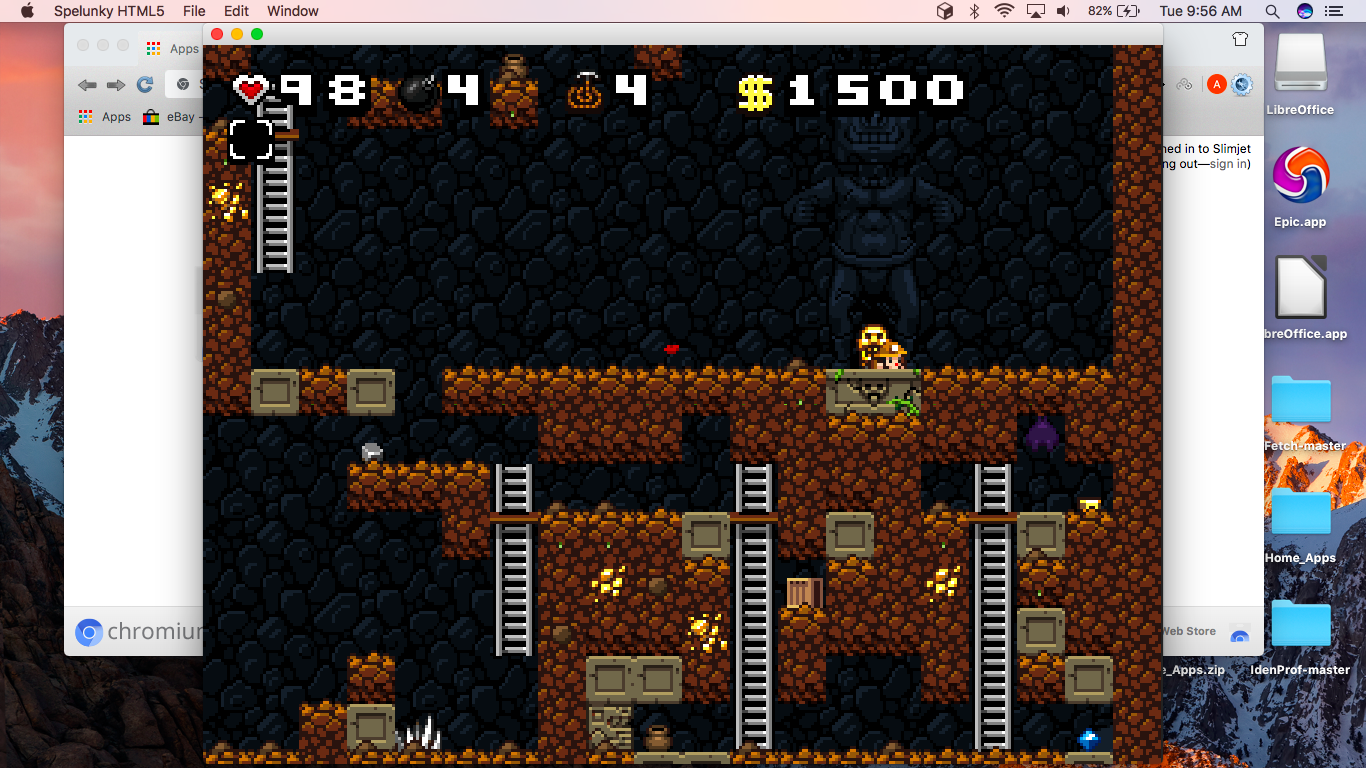 Spelunky HTML5 File Edit Window 82% Tue 9:56 AM
98 4 4 $1500
Apps
A
Apps eBay -
ned in to Slimjet
ng out—sign in)
LibreOffice
Epic.app
breOffice.app
Fetch-master
Home_Apps
chromiu
Web Store
e_Apps.zip IdenProf-master